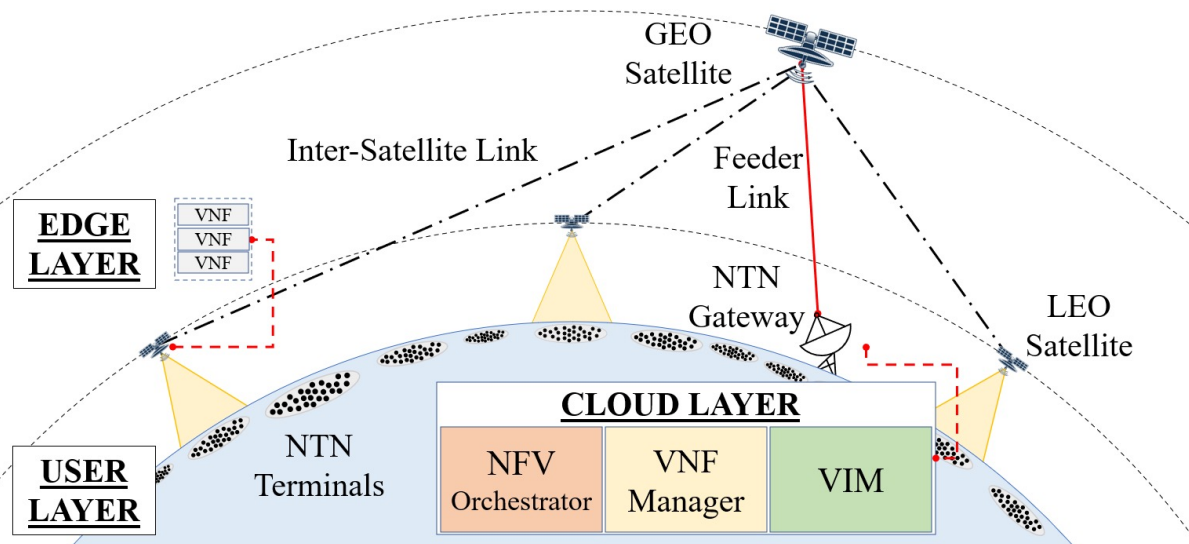 GEO
Satellite
Inter-Satellite Link
Feeder
Link
EDGE
LAYER
VNF
VNF
VNF
NTN
Gateway
LEO
Satellite
CLOUD LAYER
NFV
Orchestrator
VNF
Manager
VIM
NTN
Terminals
USER
LAYER